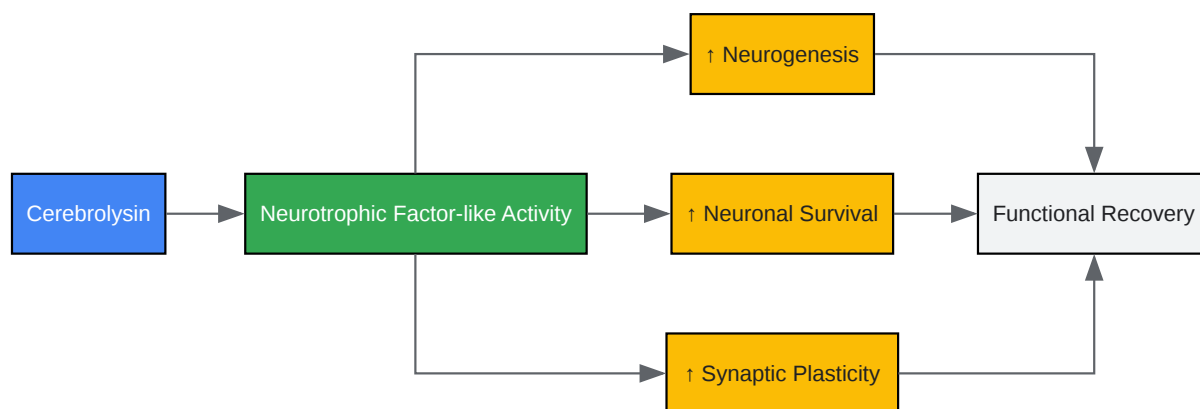 ↑ Neurogenesis
Cerebrolysin
Neurotrophic Factor-like Activity
↑ Neuronal Survival
Functional Recovery
↑ Synaptic Plasticity